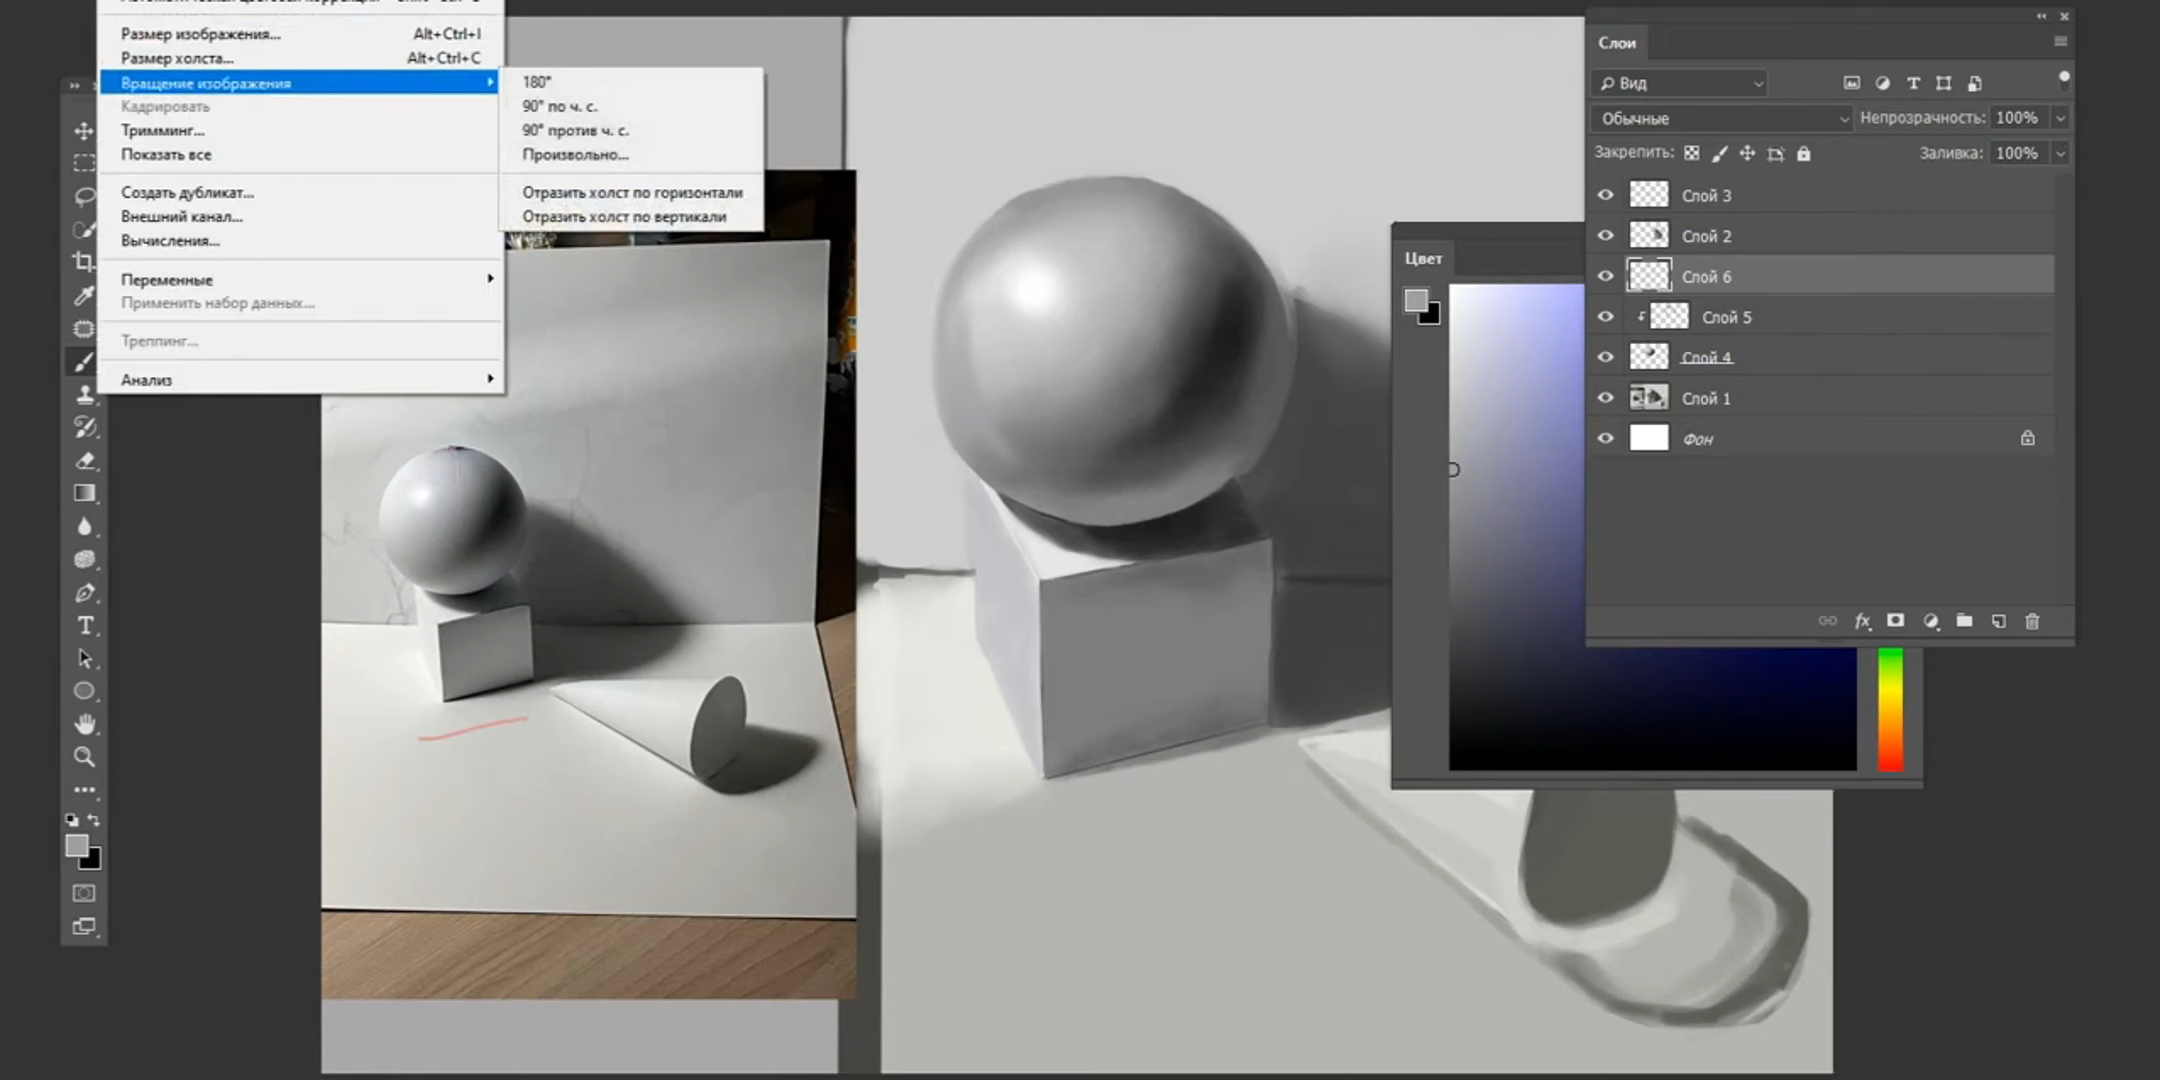 Размер изображения... Alt+Ctrl+I
Размер холста... Alt+Ctrl+C
Вращение изображения
Кадрировать
Тримминг...
Показать все
Создать дубликат...
Внешний канал...
Вычисления...
Переменные
Применить набор данных...
Треппинг...
Анализ
180°
90° по ч. с.
90° против ч. с.
Произвольно...
Отразить холст по горизонтали
Отразить холст по вертикали
Цвет
Слои
Вид
Обычные
Непрозрачность: 100%
Закрепить:
Заливка: 100%
Слой 3
Слой 2
Слой 6
Слой 5
Слой 4
Слой 1
Фон